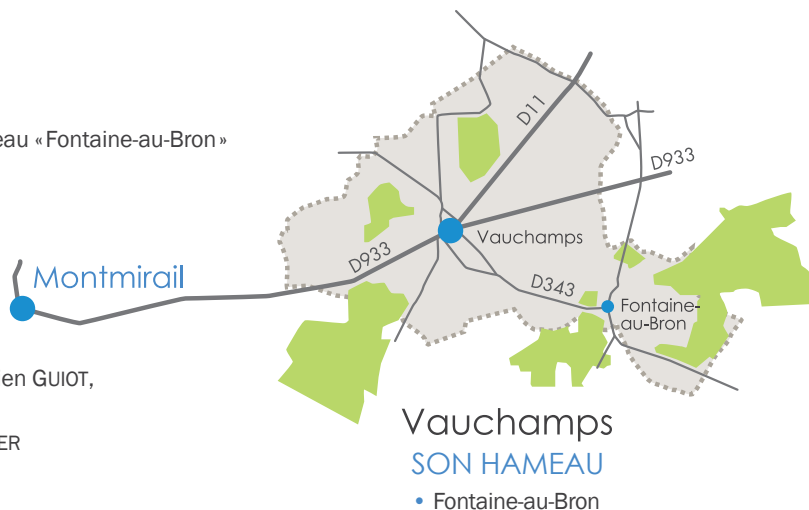 eau « Fontaine-au-Bron »
en GUIOT,
ER
D11
D933
Vauchamps
D933
Montmirail
D343
Fontaine-
au-Bron
Vauchamps
SON HAMEAU
• Fontaine-au-Bron